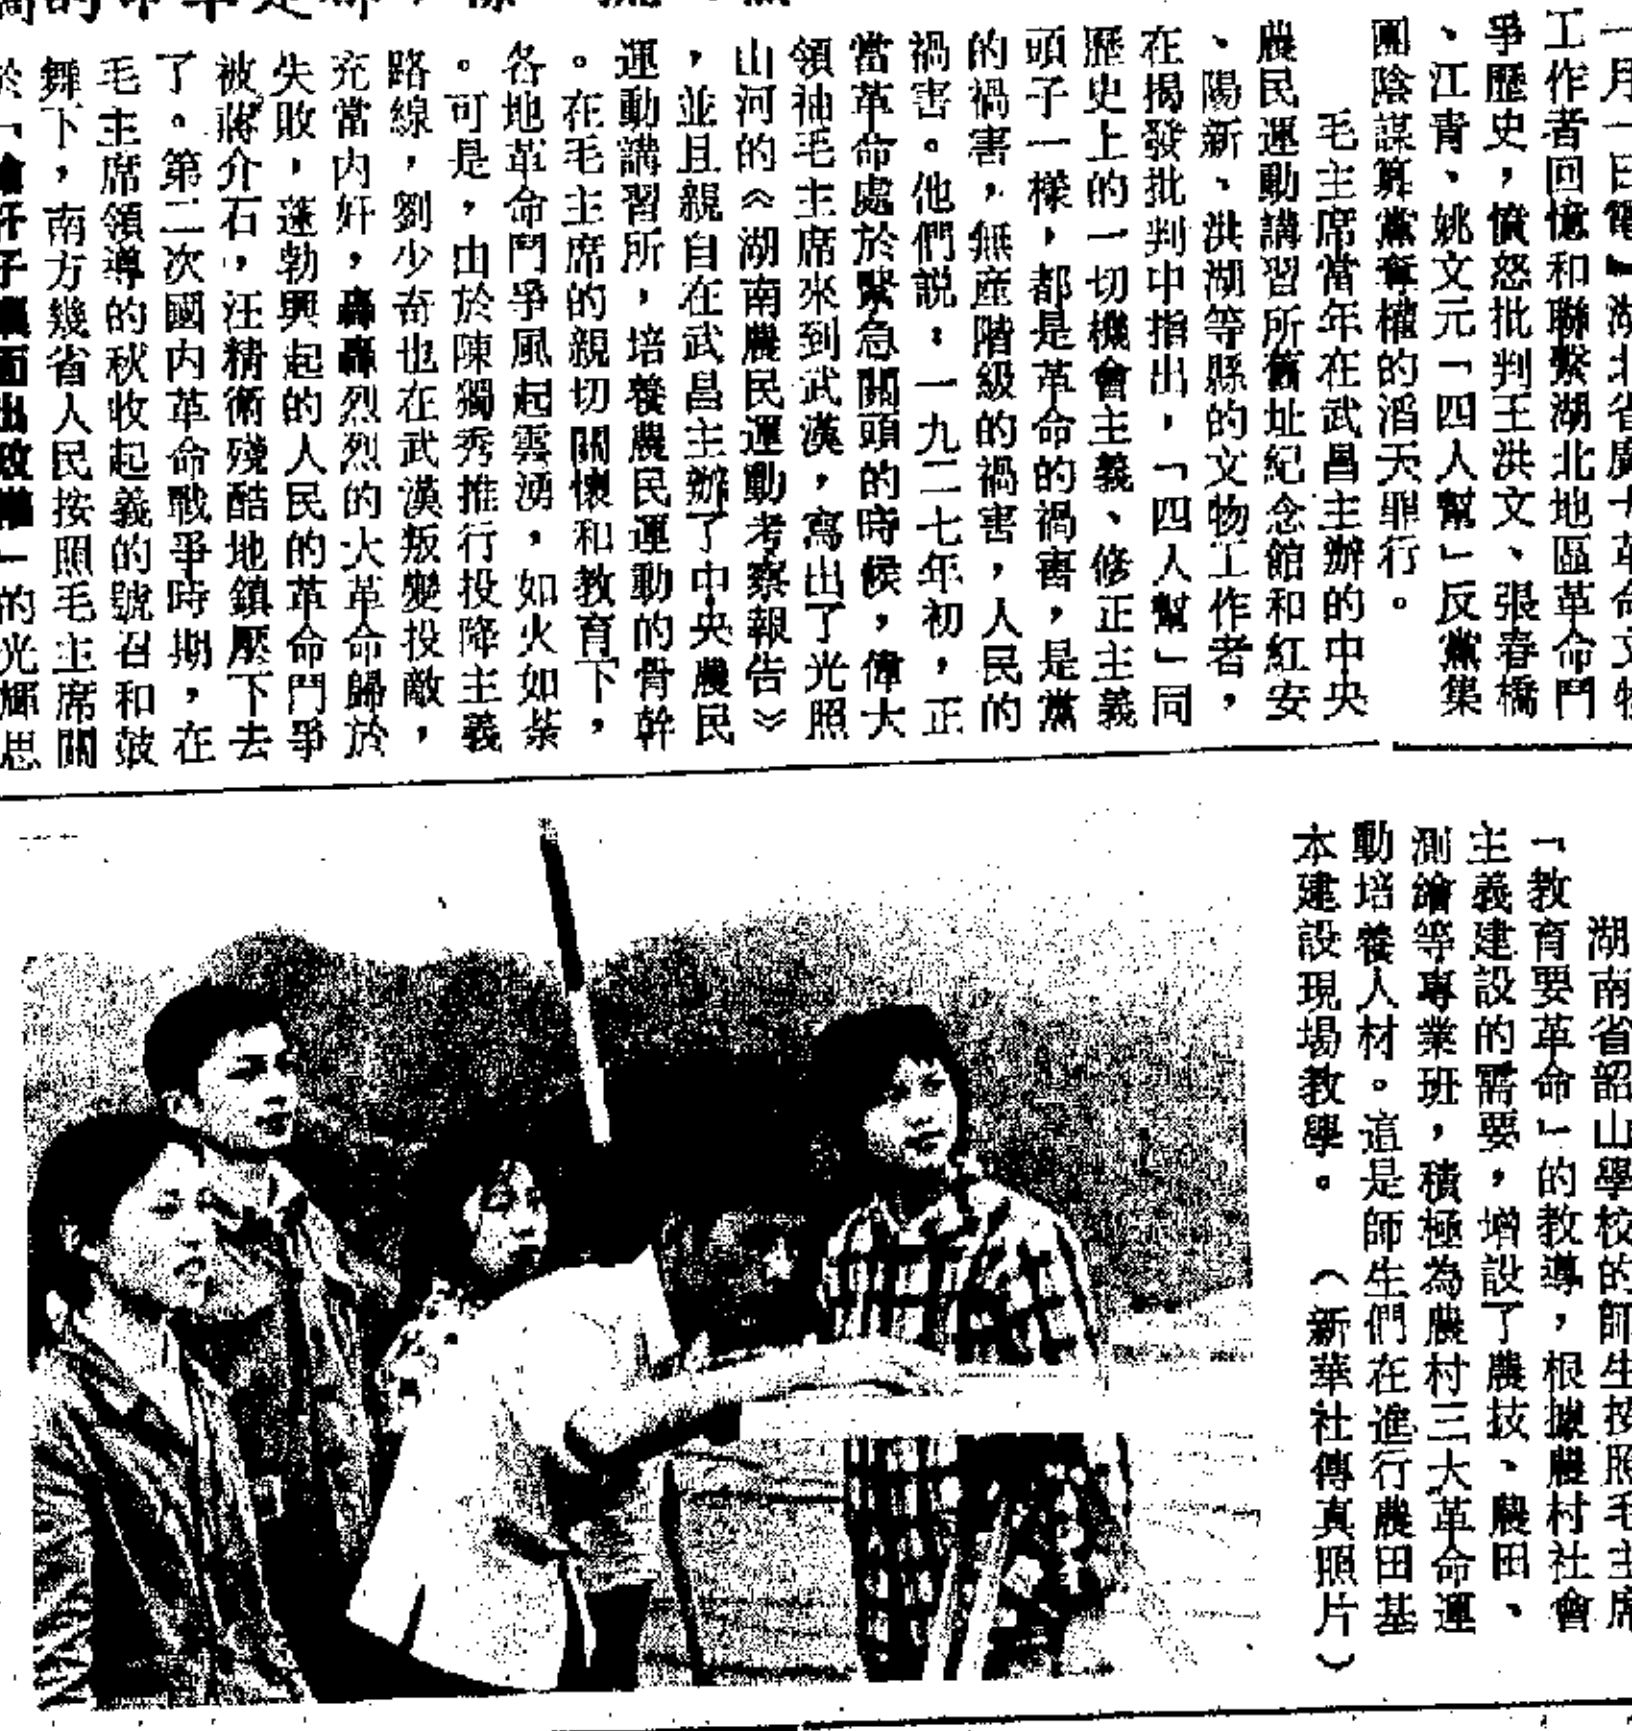 一月一日電」湖北省廣大革命文物
工作者回憶和聯繫湖北地區革命鬥
爭歷史，憤怒批判王洪文、張春橋
、江青、姚文元「四人幫」反黨集
團陰謀篡黨奪權的滔天罪行。
毛主席當年在武昌主辦的中央
農民運動講習所舊址紀念館和紅安
、陽新、洪湖等縣的文物工作者，
在揭發批判中指出，「四人幫」同
歷史上的一切機會主義、修正主義
頭子一樣，都是革命的禍害，是黨
的禍害，無産階級的禍害，人民的
禍害。他們説：一九二七年初，正
當革命處於緊急關頭的時候，偉大
領袖毛主席來到武漢，寫出了光照
山河的《湖南農民運動考察報告》
，並且親自在武昌主辦了中央農民
運動講習所，培養農民運動的骨幹
。在毛主席的親切關懷和教育下，
各地革命鬥爭風起雲湧，如火如荼
。可是，由於陳獨秀推行投降主義
路線，劉少奇也在武漢叛變投敵，
充當内奸，轟轟烈烈的大革命歸於
失敗，蓬勃興起的人民的革命鬥爭
被蔣介石，汪精衛殘酷地鎮壓下去
了。第二次國内革命戰爭時期，在
毛主席領導的秋收起義的號召和鼓
舞下，南方幾省人民按照毛主席關
於「槍杆子裏面出政權」的光輝思
湖南省韶山學校的師生按照毛主席
「教育要革命」的教導，根據農村社會
主義建設的需要，增設了農技、農田、
測繪等專業班，積極為農村三大革命運
動培養人材。這是師生們在進行農田基
本建設現場教學。（新華社傳真照片）